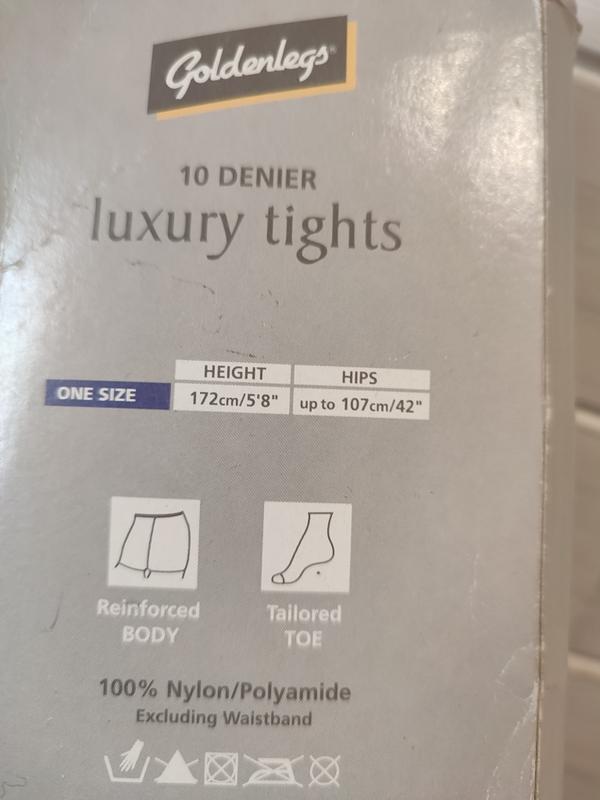 Goldenlegs
10 DENIER
luxury tights
HEIGHT HIPS
ONE SIZE 172cm/5'8" up to 107cm/42"
Reinforced Tailored
BODY TOE
100% Nylon/Polyamide
Excluding Waistband